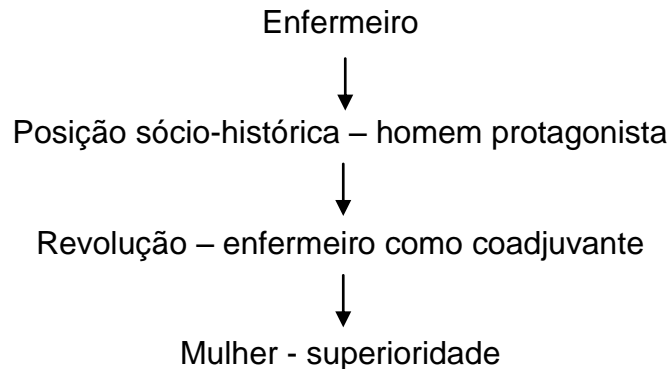 Enfermeiro
Posição sócio-histórica – homem protagonista
Revolução – enfermeiro como coadjuvante
Mulher - superioridade